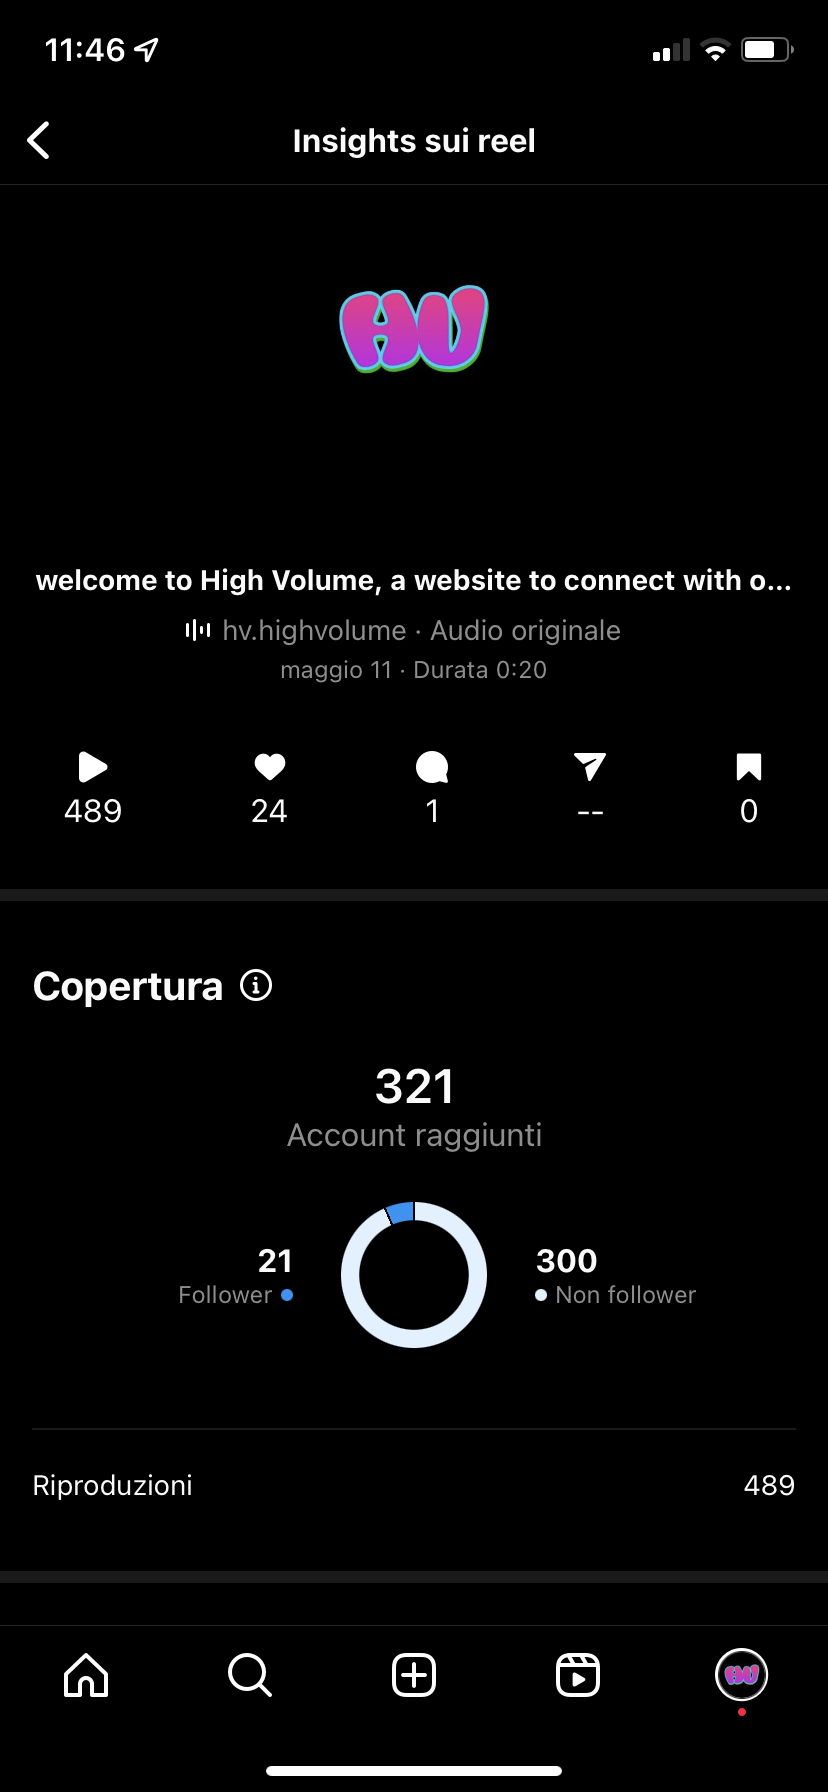 11:46
Insights sui reel
HV
welcome to High Volume, a website to connect with o...
hv.highvolume · Audio originale
maggio 11 · Durata 0:20
489 24 1 -- 0
Copertura
321
Account raggiunti
21 300
Follower Non follower
Riproduzioni 489
HV